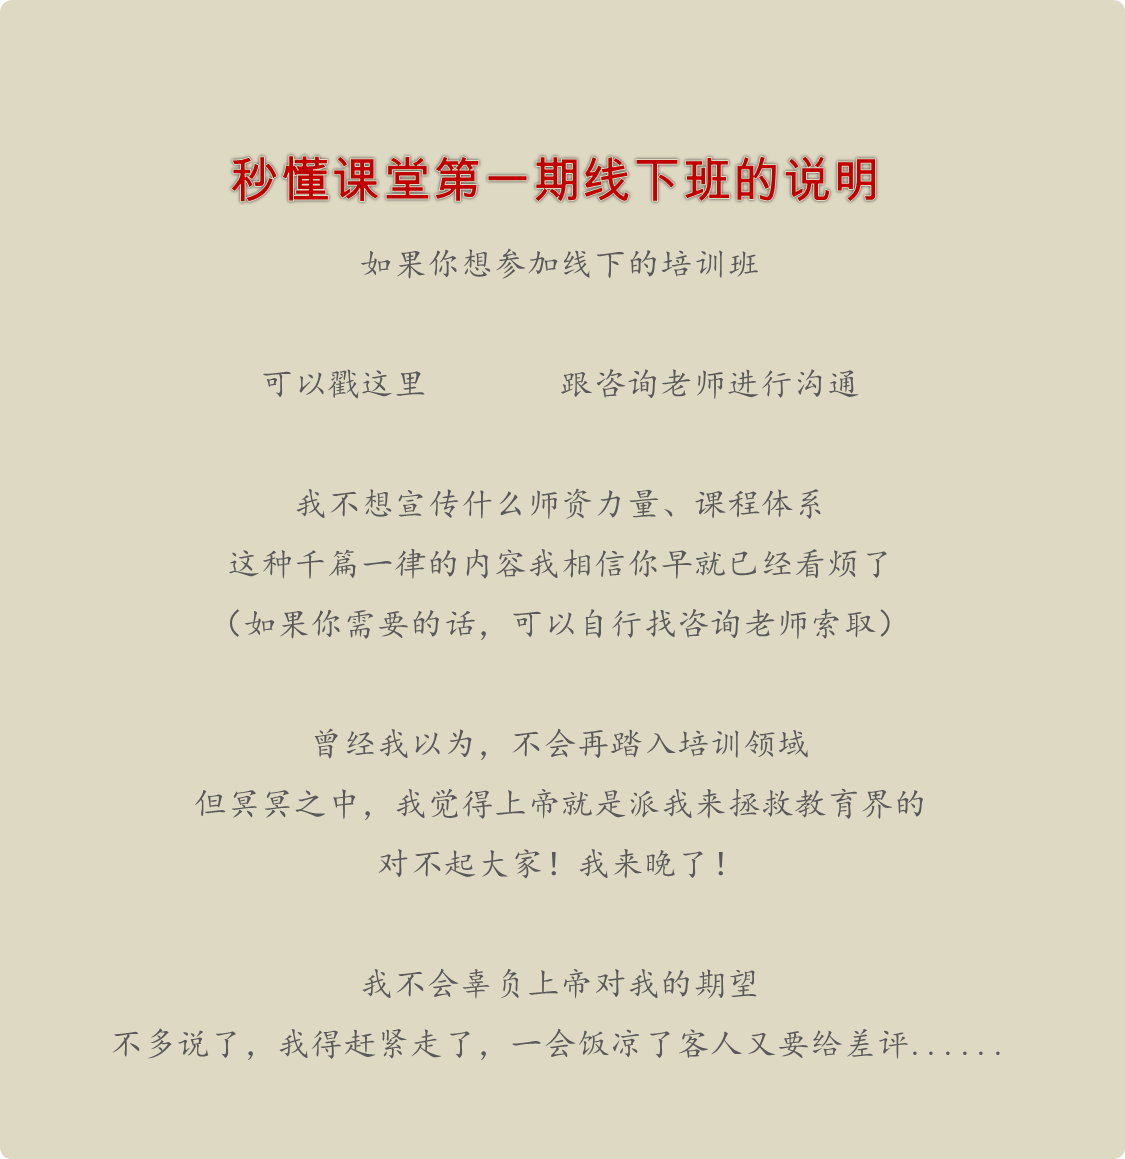 秒懂课堂第一期线下班的说明
如果你想参加线下的培训班
可以戳这里 跟咨询老师进行沟通
我不想宣传什么师资力量、课程体系
这种千篇一律的内容我相信你早就已经看烦了
（如果你需要的话，可以自行找咨询老师索取）
曾经我以为，不会再踏入培训领域
但冥冥之中，我觉得上帝就是派我来拯救教育界的
对不起大家！我来晚了！
我不会辜负上帝对我的期望
不多说了，我得赶紧走了，一会饭凉了客人又要给差评......